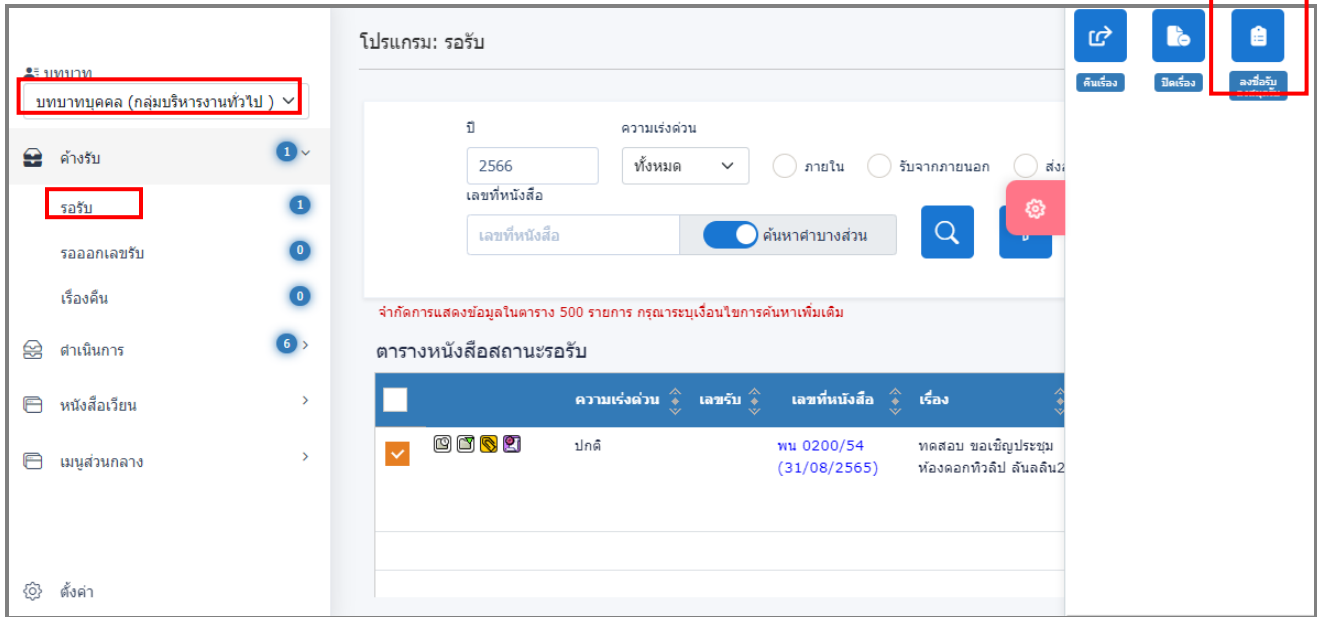 บทบาท
บทบาทบุคคล (กลุ่มบริหารงานทั่วไป )
ค้างรับ 1
รอรับ 1
รอออกเลขรับ 0
เรื่องคืน 0
ดำเนินการ 6
หนังสือเวียน
เมนูส่วนกลาง
ตั้งค่า
โปรแกรม: รอรับ
ปี ความเร่งด่วน
2566 ทั้งหมด ภายใน รับจากภายนอก
เลขที่หนังสือ
เลขที่หนังสือ ค้นหาคำบางส่วน
จำกัดการแสดงข้อมูลในตาราง 500 รายการ กรุณาระบุเงื่อนไขการค้นหาเพิ่มเติม
ตารางหนังสือสถานะรอรับ
ความเร่งด่วน เลขรับ เลขที่หนังสือ เรื่อง
ปกติ พน 0200/54 ทดสอบ ขอเชิญประชุม
(31/08/2565) ห้องดอกทิวลิป ลันลลืน2
คืนเรื่อง ปิดเรื่อง ลงชื่อรับ